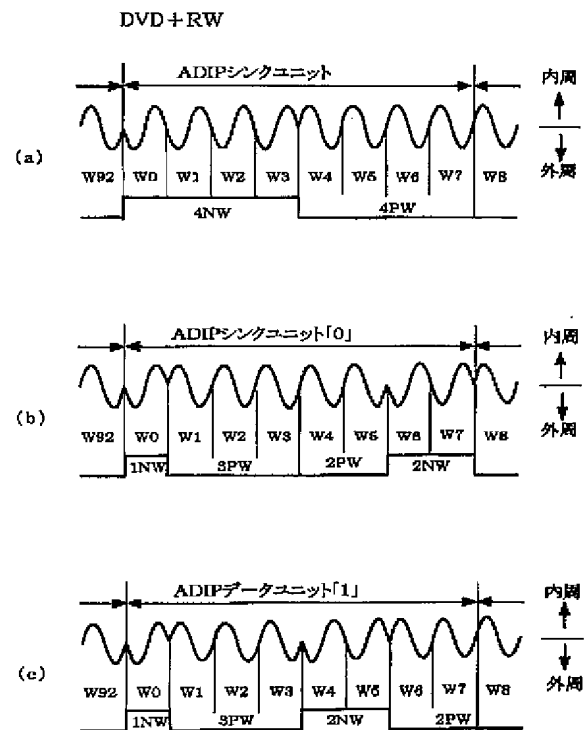 DVD+RW
ADIPシンクユニット
内周
(a)
W92 W0 W1 W2 W3 W4 W5 W6 W7 W8
外周
4NW 4PW
ADIPシンクユニット「0」
内周
(b)
W92 W0 W1 W2 W3 W4 W5 W6 W7 W8
外周
1NW 3PW 2PW 2NW
ADIPデータユニット「1」
内周
(c)
W92 W0 W1 W2 W3 W4 W5 W6 W7 W8
外周
1NW 3PW 2NW 2PW